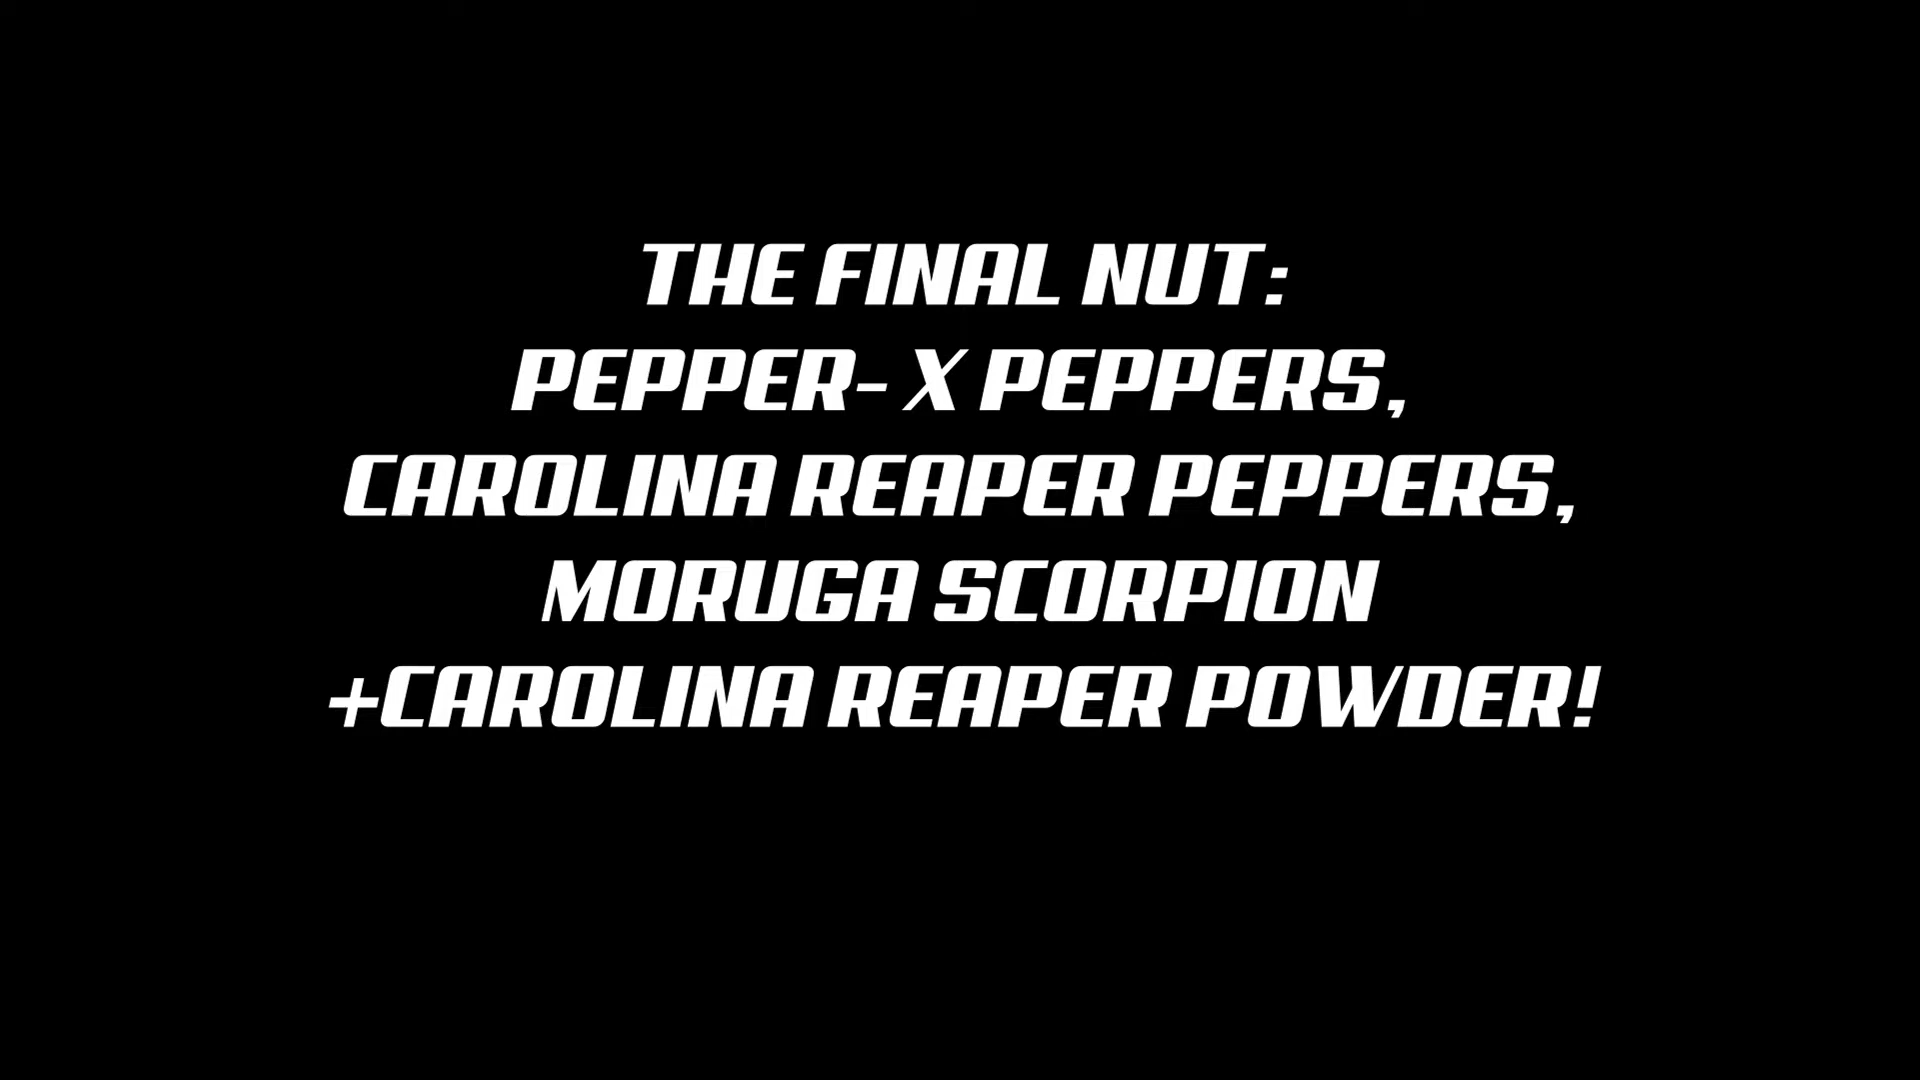 THE FINAL NUT:
PEPPER- X PEPPERS,
CAROLINA REAPER PEPPERS,
MORUGA SCORPION
+CAROLINA REAPER POWDER!